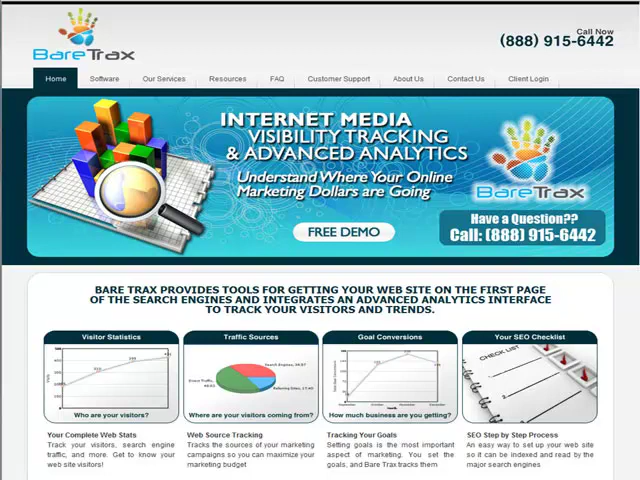 BareTrax
Call Now
(888) 915-6442
Home Software Our Services Resources FAQ Customer Support About Us Contact Us Client Login
INTERNET MEDIA
VISIBILITY TRACKING
& ADVANCED ANALYTICS
Understand Where Your Online
Marketing Dollars are Going
FREE DEMO
BareTrax
Have a Question??
Call: (888) 915-6442
BARE TRAX PROVIDES TOOLS FOR GETTING YOUR WEB SITE ON THE FIRST PAGE
OF THE SEARCH ENGINES AND INTEGRATES AN ADVANCED ANALYTICS INTERFACE
TO TRACK YOUR VISITORS AND TRENDS.
Visitor Statistics
Who are your visitors?
Your Complete Web Stats
Track your visitors, search engine
traffic, and more. Get to know your
web site visitors!
Traffic Sources
Where are your visitors coming from?
Web Source Tracking
Tracks the sources of your marketing
campaigns so you can maximize your
marketing budget
Goal Conversions
How much business are you getting?
Tracking Your Goals
Setting goals is the most important
aspect of marketing. You set the
goals, and Bare Trax tracks them
Your SEO Checklist
CHECK LIST
SEO Step by Step Process
An easy way to set up your web site
so it can be indexed and read by the
major search engines